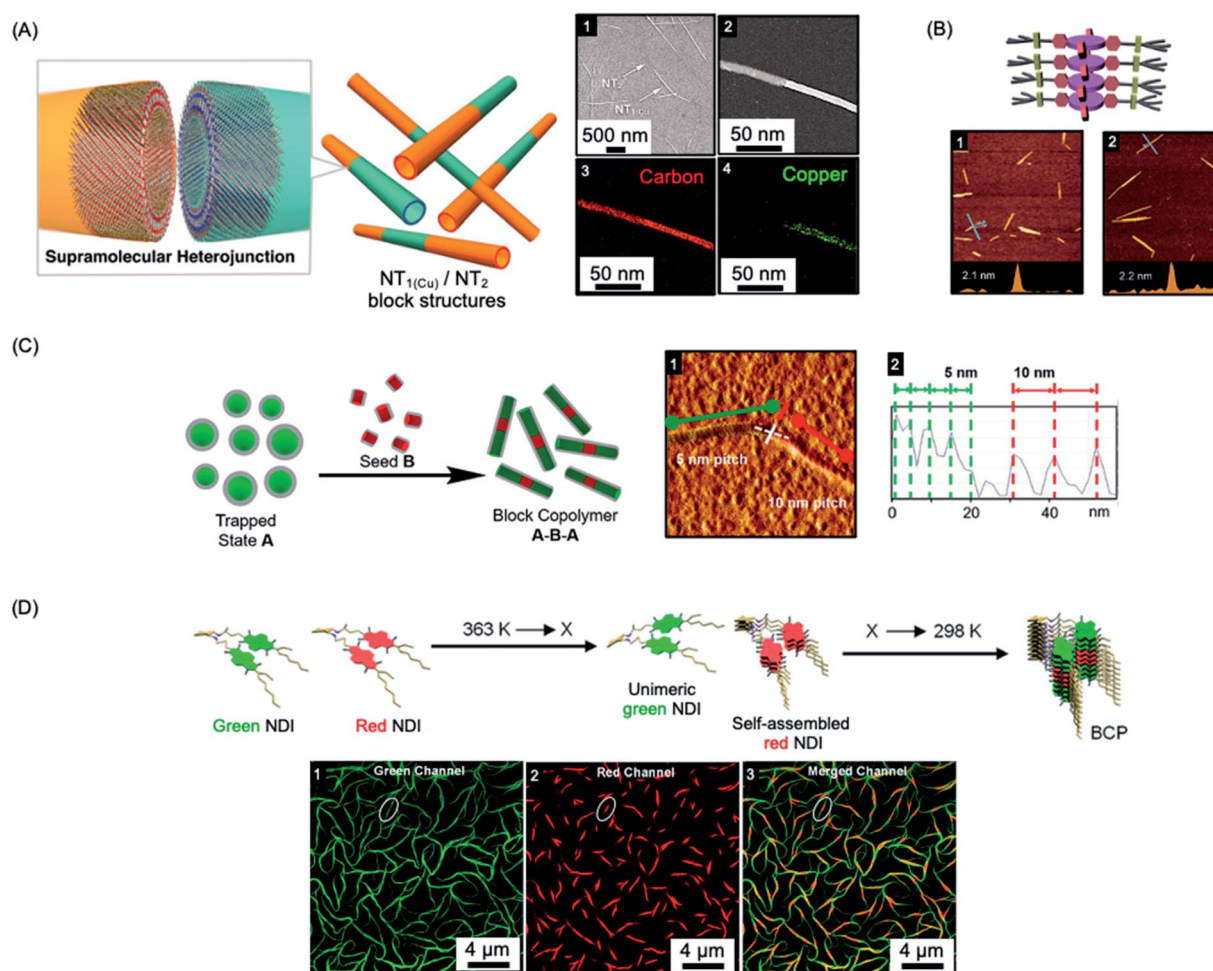 (A)
Supramolecular Heterojunction
NT1(Cu) / NT2
block structures
1
NT2
NT1(Cu)
500 nm
2
50 nm
3
Carbon
50 nm
4
Copper
50 nm
(B)
1
2.1 nm
2
2.2 nm
(C)
Trapped
State A
Seed B
Block Copolymer
A-B-A
1
5 nm pitch
10 nm pitch
2
5 nm
10 nm
0
20
40
nm
(D)
Green NDI
Red NDI
363 K → X
Unimeric
green NDI
Self-assembled
red NDI
X → 298 K
BCP
1
Green Channel
4 µm
2
Red Channel
4 µm
3
Merged Channel
4 µm